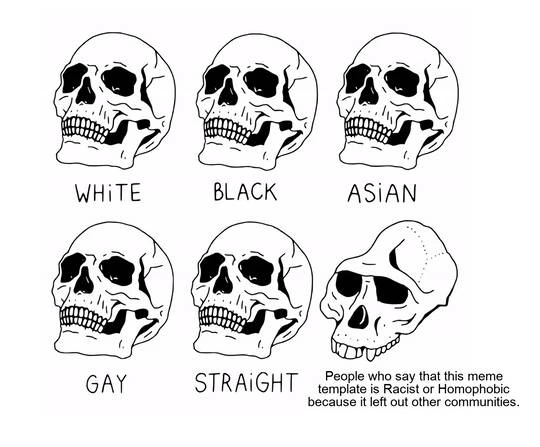 WHiTE
BLACK
ASiAN
GAY
STRAiGHT
People who say that this meme
template is Racist or Homophobic
because it left out other communities.